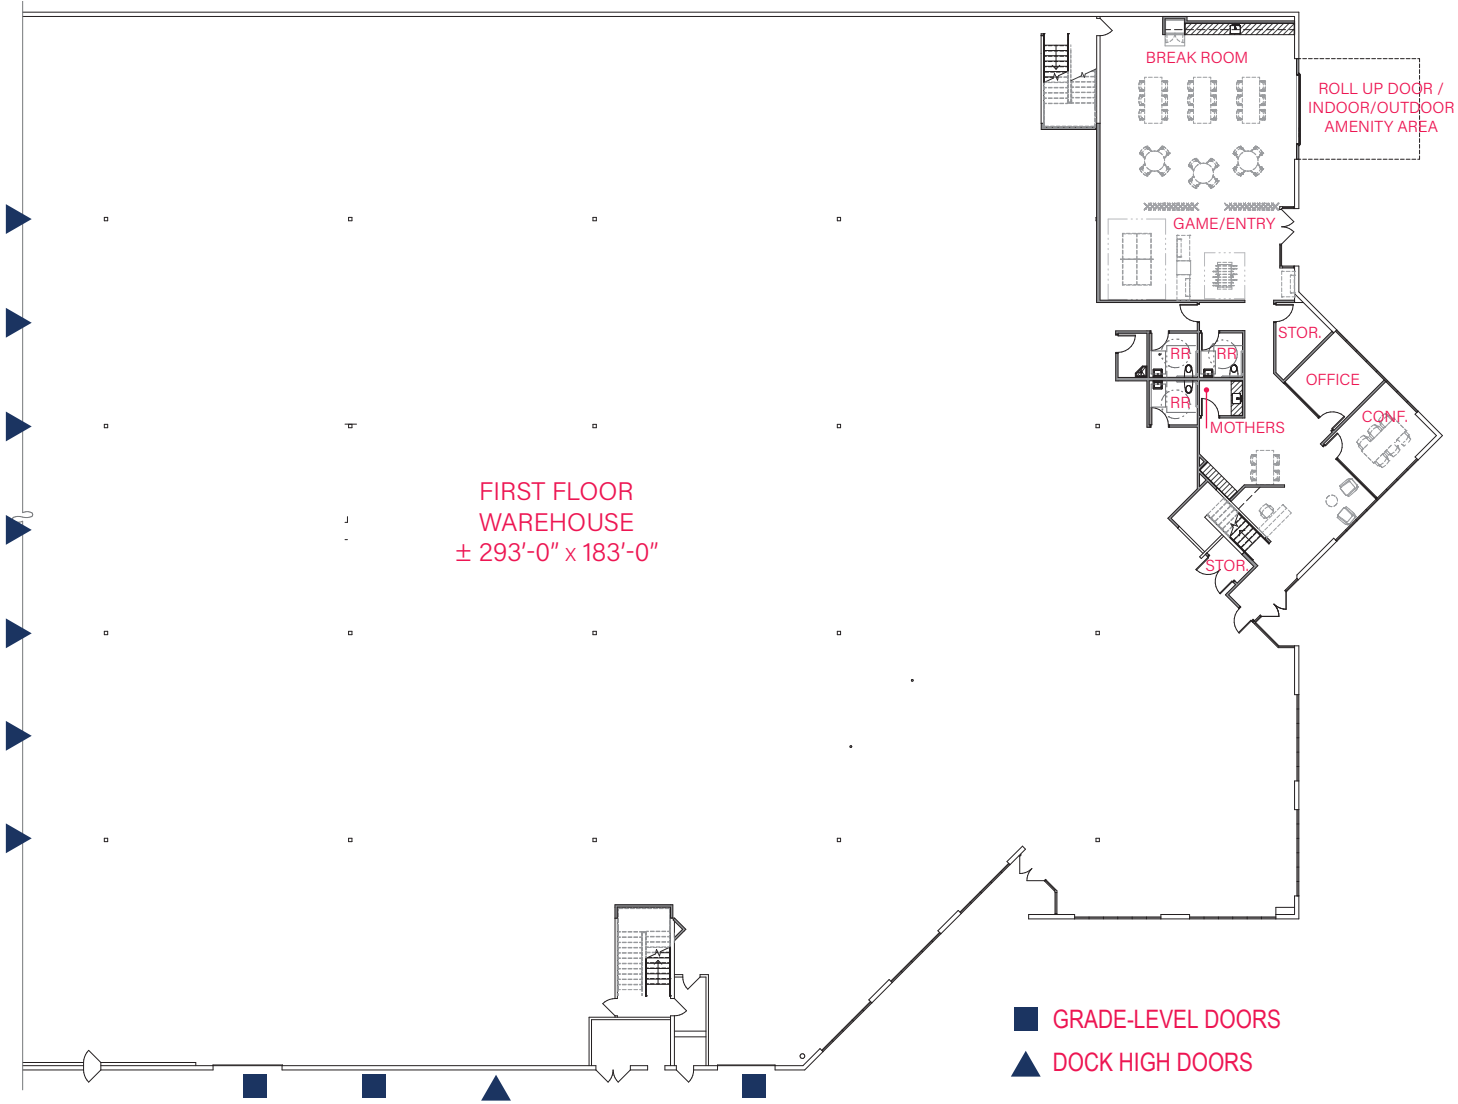 BREAK ROOM
ROLL UP DOOR /
INDOOR/OUTDOOR
AMENITY AREA
GAME/ENTRY
STOR.
RR
RR
OFFICE
RR
CONF.
MOTHERS
FIRST FLOOR
WAREHOUSE
± 293'-0" x 183'-0"
STOR.
GRADE-LEVEL DOORS
DOCK HIGH DOORS